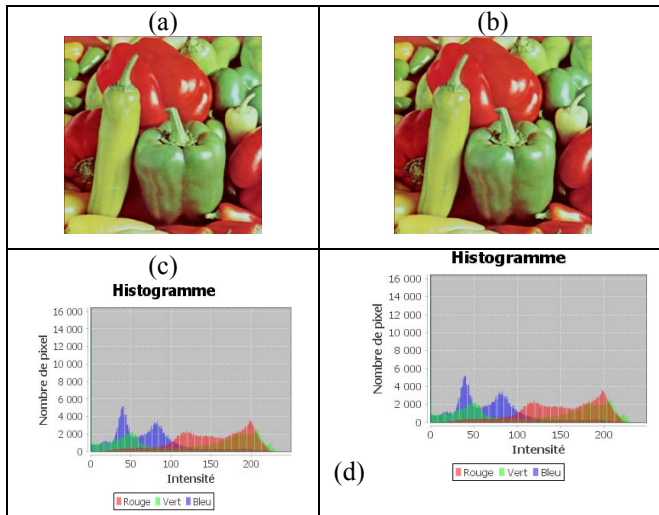 (a)
(b)
(c)
Histogramme
16 000
14 000
12 000
10 000
8 000
6 000
4 000
2 000
0
Nombre de pixel
0 50 100 150 200
Intensité
Rouge Vert Bleu
Histogramme
16 000
14 000
12 000
10 000
8 000
6 000
4 000
2 000
0
Nombre de pixel
0 50 100 150 200
Intensité
(d)
Rouge Vert Bleu